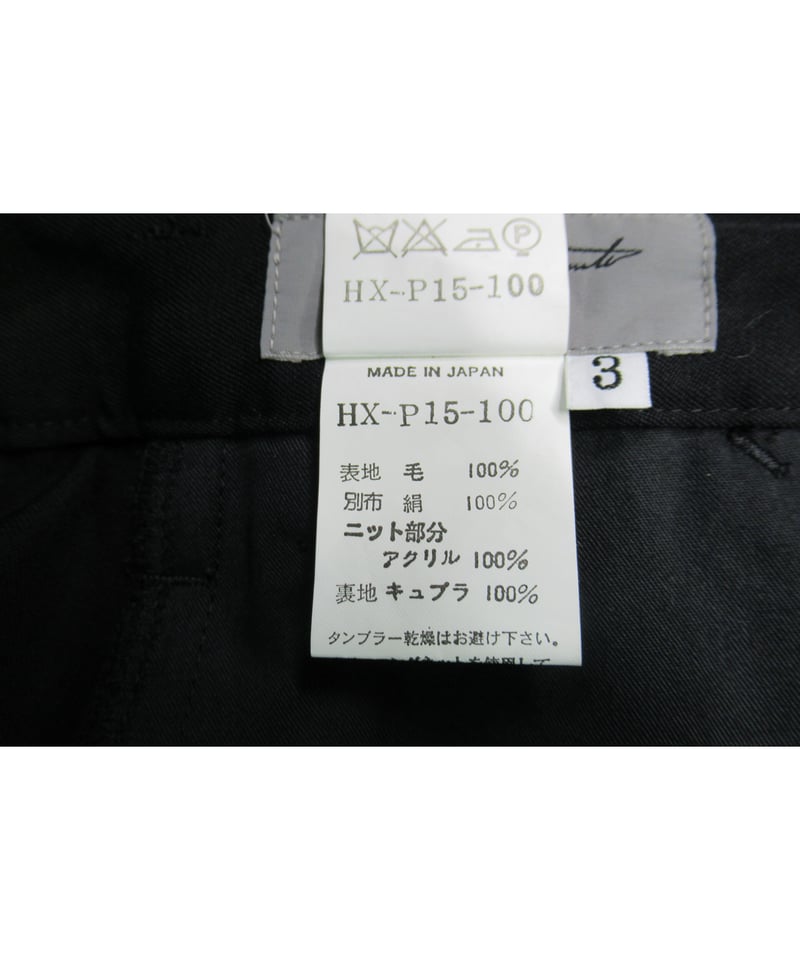 P
HX-P15-100
MADE IN JAPAN
3
HX-P15-100
表地 毛 100%
別布 絹 100%
ニット部分
アクリル 100%
裏地 キュプラ 100%
タンブラー乾燥はお避け下さい。